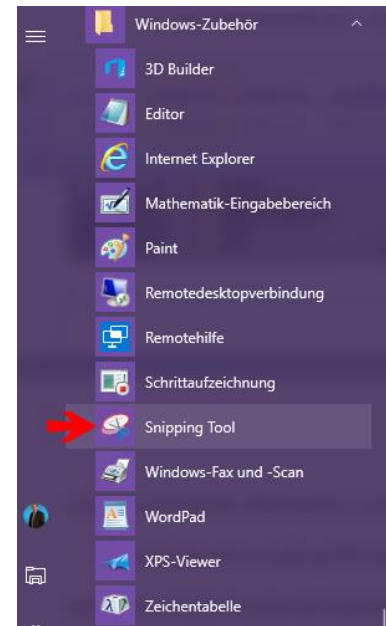 Windows-Zubehör
3D Builder
Editor
Internet Explorer
Mathematik-Eingabebereich
Paint
Remotedesktopverbindung
Remotehilfe
Schrittaufzeichnung
Snipping Tool
Windows-Fax und -Scan
WordPad
XPS-Viewer
Zeichentabelle